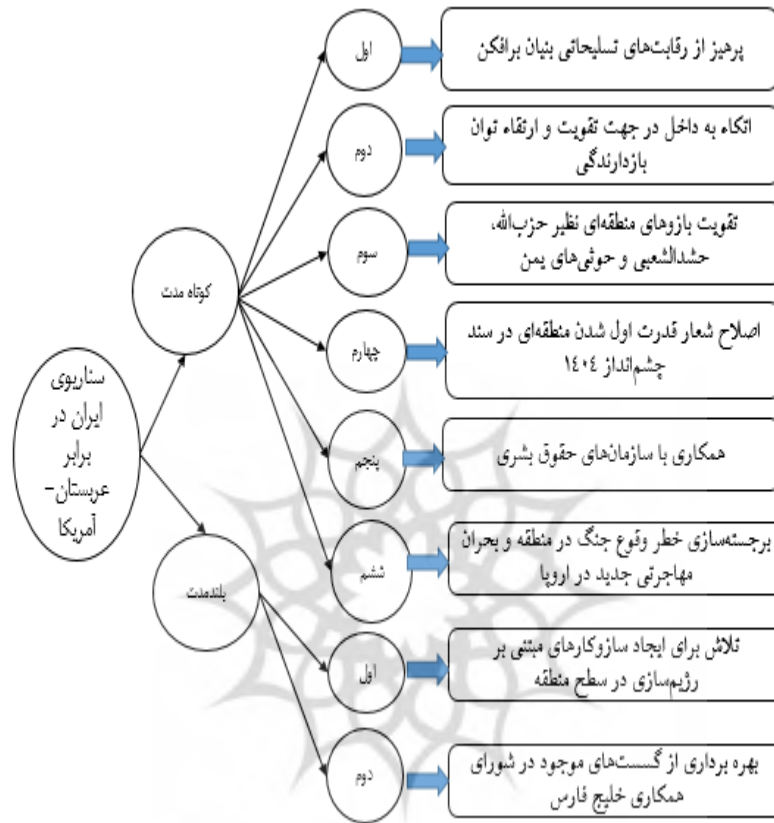 سناریوی
ایران در
برابر
عربستان-
آمریکا
کوتاه مدت
اول
پرهیز از رقابت‌های تسلیحاتی بنیان برافکن
دوم
اتکاء به داخل در جهت تقویت و ارتقاء توان
بازدارندگی
سوم
تقویت بازوهای منطقه‌ای نظیر حزب‌الله،
حشدالشعبی و حوثی‌های یمن
چهارم
اصلاح شعار قدرت اول شدن منطقه‌ای در سند
چشم‌انداز ۱٤۰٤
پنجم
همکاری با سازمان‌های حقوق بشری
ششم
برجسته‌سازی خطر وقوع جنگ در منطقه و بحران
مهاجرتی جدید در اروپا
بلندمدت
اول
تلاش برای ایجاد سازوکارهای مبتنی بر
رژیم‌سازی در سطح منطقه
دوم
بهره برداری از گسست‌های موجود در شورای
همکاری خلیج فارس